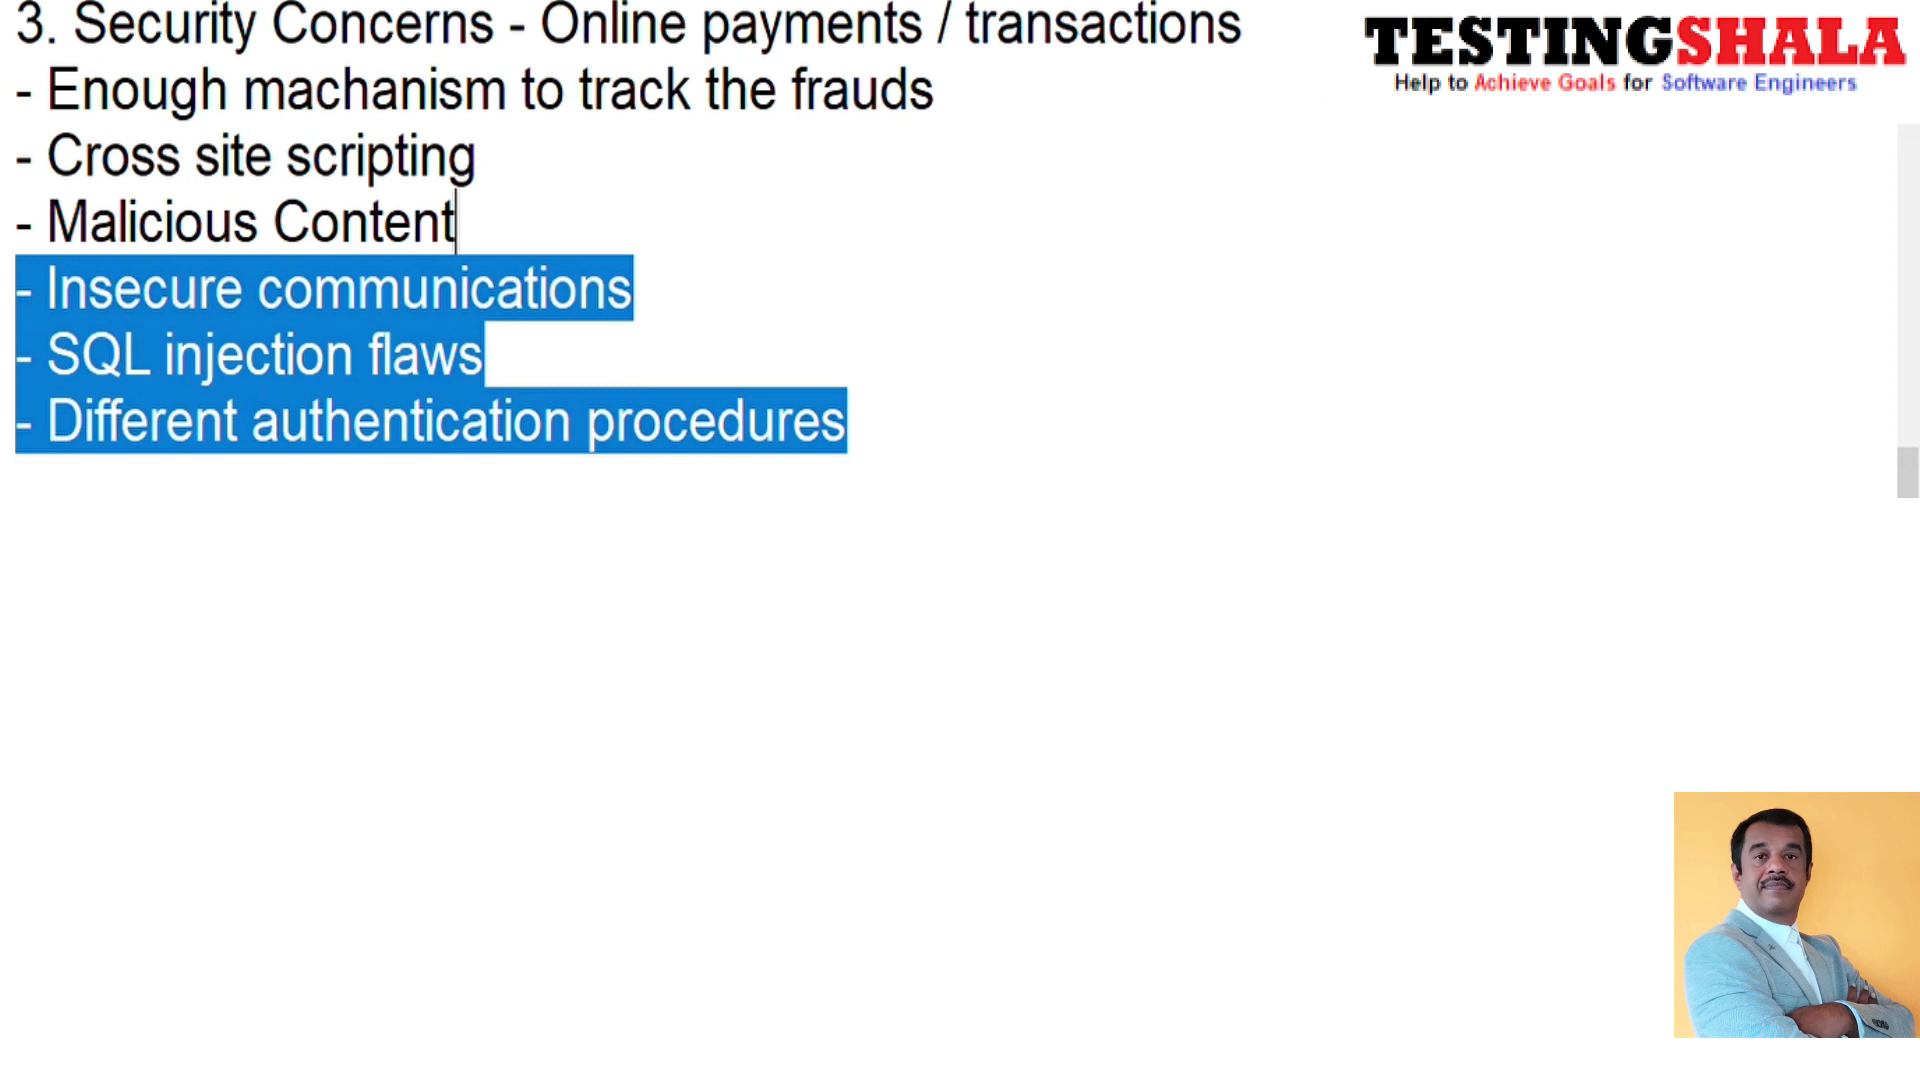 3. Security Concerns - Online payments / transactions
- Enough machanism to track the frauds
- Cross site scripting
- Malicious Content
- Insecure communications
- SQL injection flaws
- Different authentication procedures
TESTINGSHALA
Help to Achieve Goals for Software Engineers